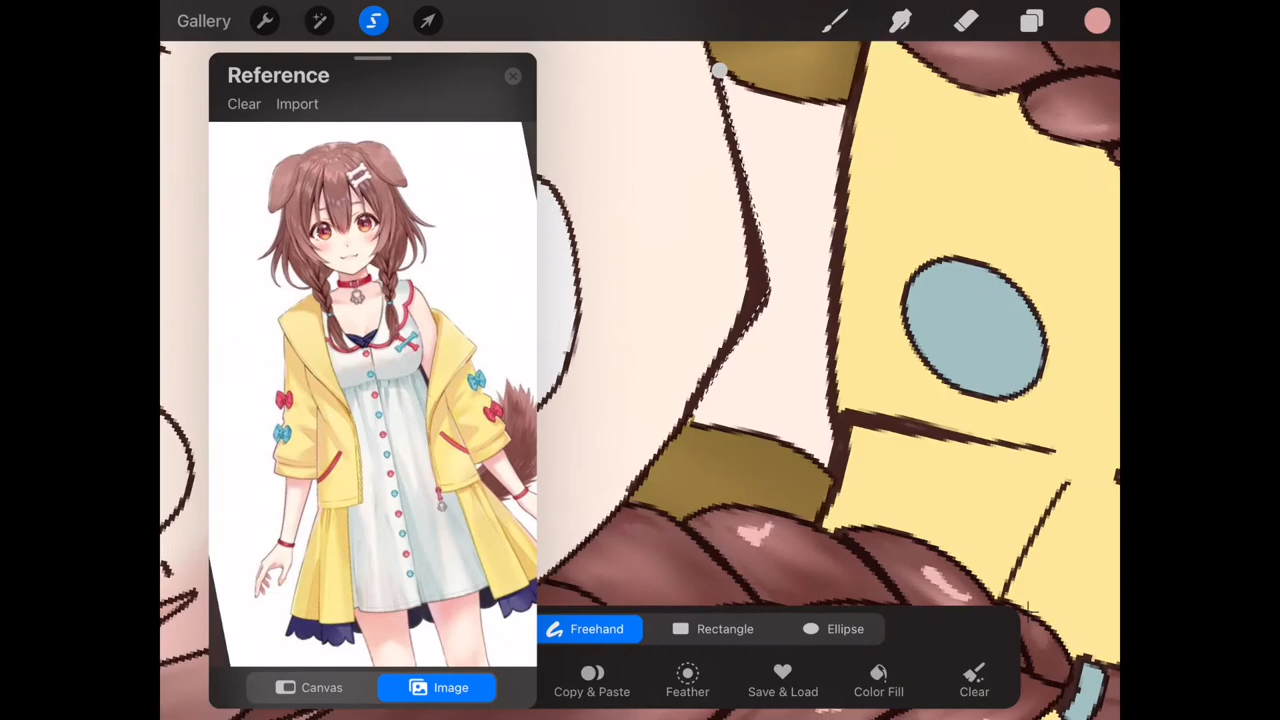 Gallery
Reference
Clear Import
Canvas Image
Freehand Rectangle Ellipse
Copy & Paste Feather Save & Load Color Fill Clear